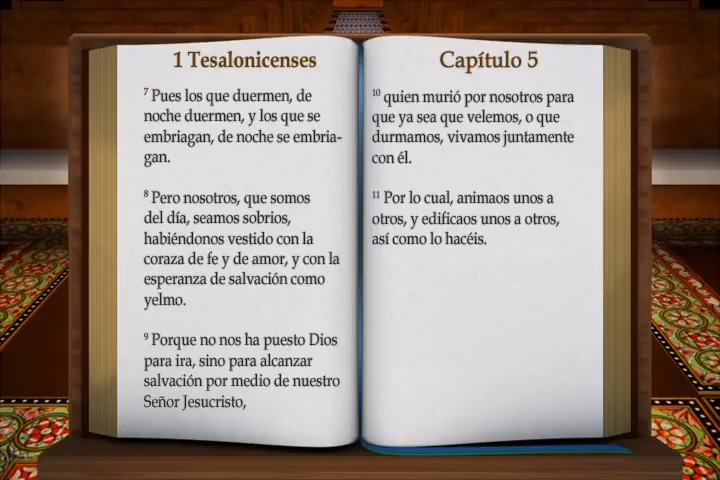 1 Tesalonicenses
⁷ Pues los que duermen, de
noche duermen, y los que se
embriagan, de noche se embria-
gan.
⁸ Pero nosotros, que somos
del día, seamos sobrios,
habiéndonos vestido con la
coraza de fe y de amor, y con la
esperanza de salvación como
yelmo.
⁹ Porque no nos ha puesto Dios
para ira, sino para alcanzar
salvación por medio de nuestro
Señor Jesucristo,
Capítulo 5
¹⁰ quien murió por nosotros para
que ya sea que velemos, o que
durmamos, vivamos juntamente
con él.
¹¹ Por lo cual, animaos unos a
otros, y edificaos unos a otros,
así como lo hacéis.